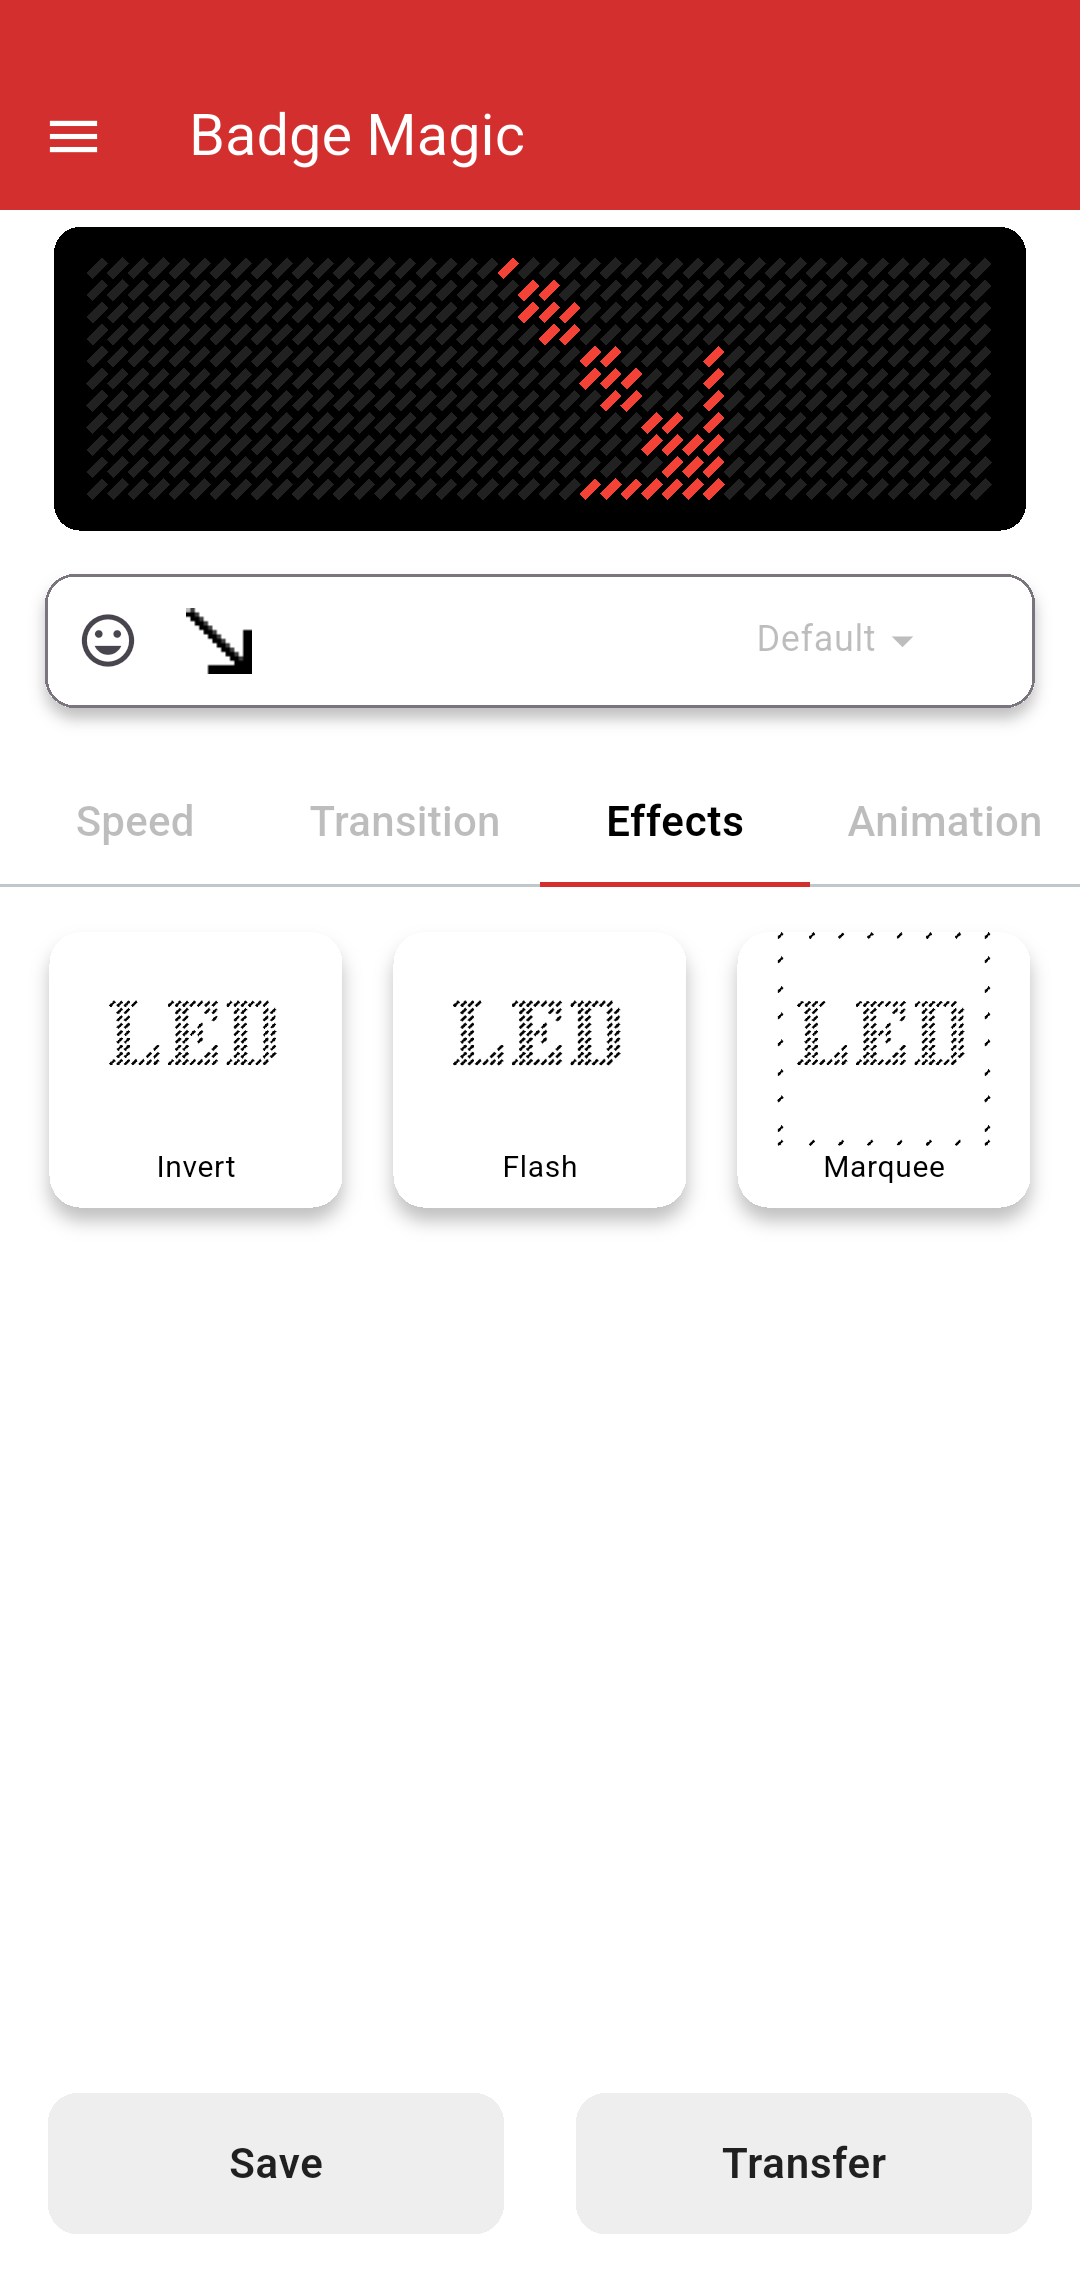 Badge Magic
Default
Speed Transition Effects Animation
LED LED LED
Invert Flash Marquee
Save Transfer